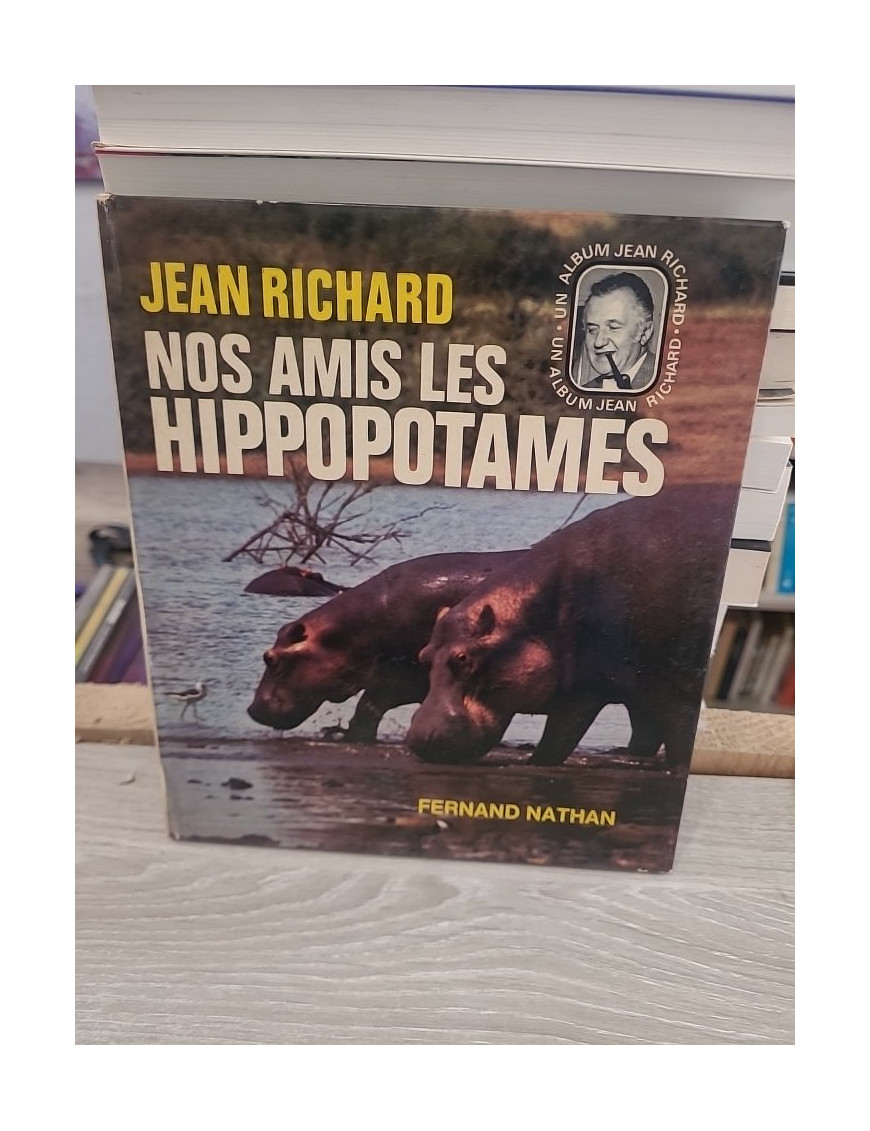 JEAN RICHARD
NOS AMIS LES
HIPPOPOTAMES
UN ALBUM JEAN RICHARD •
UN ALBUM JEAN RICHARD •
FERNAND NATHAN